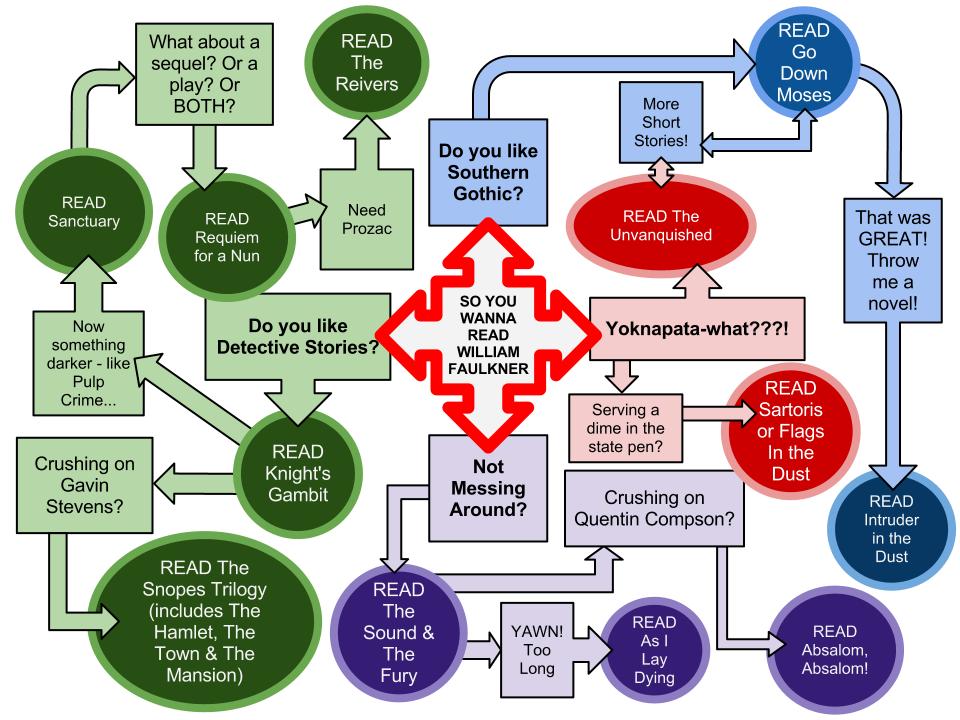 What about a
sequel? Or a
play? Or
BOTH?
READ
The
Reivers
READ
Go
Down
Moses
More
Short
Stories!
Do you like
Southern
Gothic?
READ
Sanctuary
READ
Requiem
for a Nun
Need
Prozac
READ The
Unvanquished
That was
GREAT!
Throw
me a
novel!
SO YOU
WANNA
READ
WILLIAM
FAULKNER
Do you like
Detective Stories?
Yoknapata-what???!
Now
something
darker - like
Pulp
Crime...
Serving a
dime in the
state pen?
READ
Sartoris
or Flags
In the
Dust
READ
Knight's
Gambit
Crushing on
Gavin
Stevens?
Not
Messing
Around?
Crushing on
Quentin Compson?
READ
Intruder
in the
Dust
READ The
Snopes Trilogy
(includes The
Hamlet, The
Town & The
Mansion)
READ
The
Sound &
The
Fury
YAWN!
Too
Long
READ
As I
Lay
Dying
READ
Absalom,
Absalom!